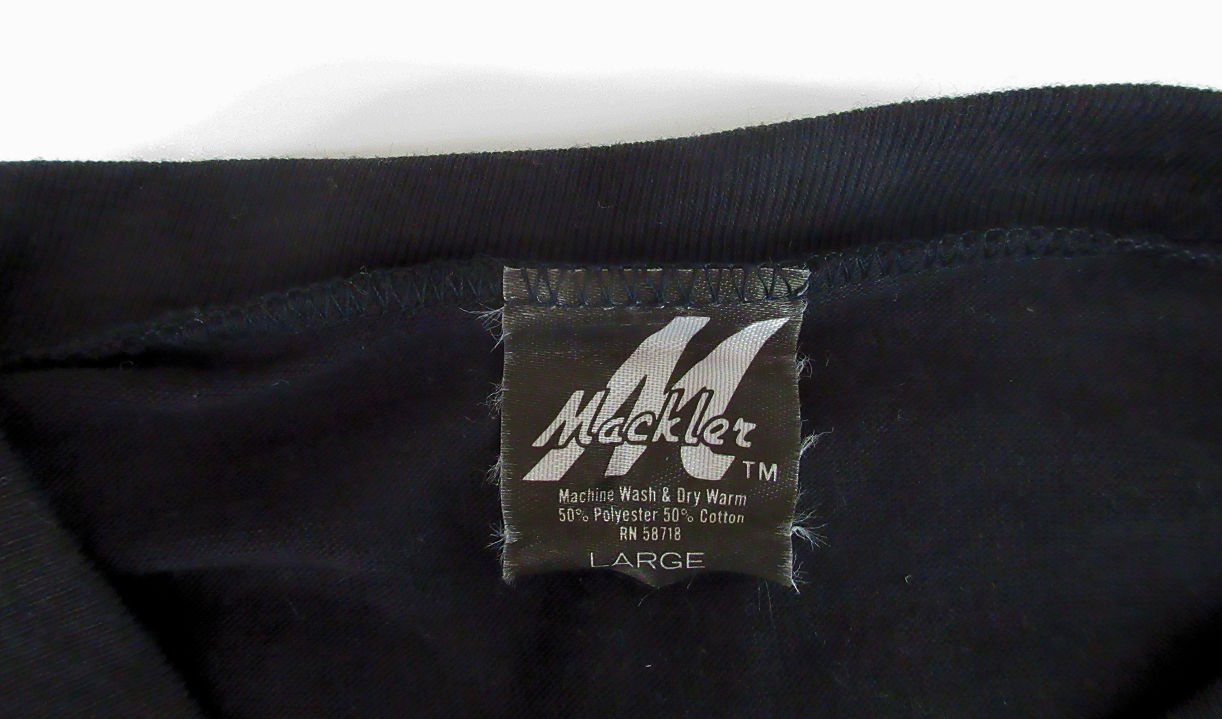 M
Mackler
TM
Machine Wash & Dry Warm
50% Polyester 50% Cotton
RN 58718
LARGE